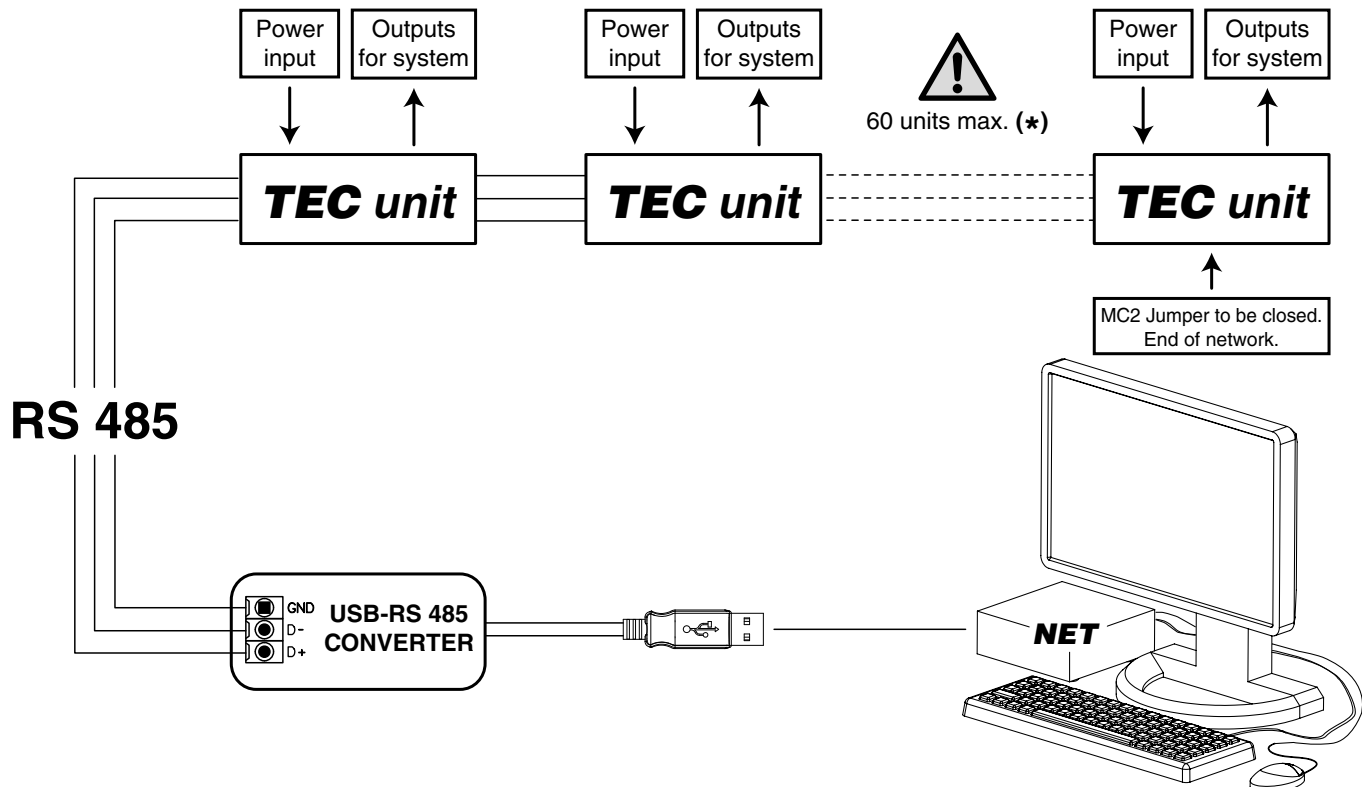 Power
input
Outputs
for system
Power
input
Outputs
for system
60 units max. (*)
Power
input
Outputs
for system
TEC unit
TEC unit
TEC unit
MC2 Jumper to be closed.
End of network.
RS 485
GND
D-
D+
USB-RS 485
CONVERTER
NET